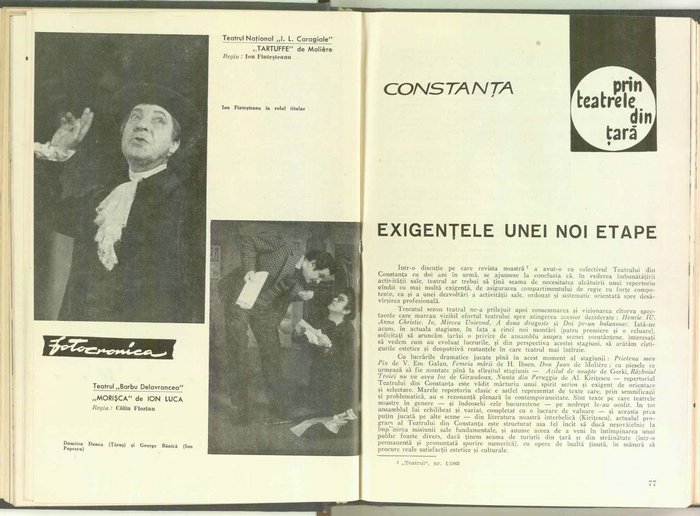 Teatrul Național „I. L. Caragiale"
„TARTUFFE" de Molière
Regia : Ion Finteșteanu
Ion Finteșteanu în rolul titular
fotocronica
Teatrul „Barbu Delavrancea"
„MORIȘCA" de ION LUCA
Regia : Călin Florian
Dumitru Dunea (Tăruș) și George Bănică (Ion
Popescu)
CONSTANȚA
prin
teatrele
din
țară
EXIGENȚELE UNEI NOI ETAPE
Într-o discuție pe care revista noastră¹ a avut-o cu colectivul Teatrului din
Constanța cu doi ani în urmă, se ajunsese la concluzia că, în vederea îmbunătățirii
activității sale, teatrul ar trebui să țină seama de necesitatea alcătuirii unui repertoriu
gîndit cu mai multă exigență, de asigurarea compartimentului de regie cu forțe compe-
tente, ca și a unei dezvoltări a activității sale, ordonat și sistematic orientată spre desă-
vîrșirea profesională.
Trecutul sezon teatral ne-a prilejuit apoi consemnarea și vizionarea cîtorva spec-
tacole care marcau vizibil efortul teatrului spre atingerea acestor deziderate : Henric IV,
Anna Christie, Io, Mircea Voievod, A doua dragoste și Doi pe-un balansoar. Iată-ne
acum, în actuala stagiune, în fața a cinci noi montări (patru premiere și o reluare),
solicitați să aruncăm iarăși o privire de ansamblu asupra scenei constănțene, interesați
să vedem cum au evoluat lucrurile, și din perspectiva acestei stagiuni, să arătăm cîști-
gurile estetice și deopotrivă restanțele în care teatrul mai întîrzie.
Cu lucrările dramatice jucate pînă în acest moment al stagiunii : Prietena mea
Pix de V. Em. Galan, Femeia mării de H. Ibsen, Don Juan de Molière ; cu piesele ce
urmează să fie montate pînă la sfîrșitul stagiunii — Azilul de noapte de Gorki, Războiul
Troiei nu va avea loc de Giraudoux, Nunta din Perugia de Al. Kirițescu — repertoriul
Teatrului din Constanța este vădit mărturia unui spirit serios și exigent de orientare
și selectare. Marele repertoriu clasic e astfel reprezentat de texte care, prin semnificații
și problematică, au o rezonanță plenară în contemporaneitate. Sînt texte pe care teatrele
noastre în genere — și îndeosebi cele bucureștene — pe nedrept le-au ocolit. În tot
ansamblul lui echilibrat și variat, completat cu o lucrare de valoare — și aceasta prea
puțin jucată pe alte scene — din literatura noastră interbelică (Kirițescu), actualul pro-
gram al Teatrului din Constanța este structurat așa fel încît să ducă neșovăielnic la
împlinirea misiunii sale fundamentale, și anume aceea de a veni în întîmpinarea unui
public foarte divers, dacă ținem seama de turiștii din țară și din străinătate (într-o
permanentă și pronunțată sporire numerică), cu opere de înaltă ținută, în măsură să
procure reale satisfacții estetice și culturale.
¹ „Teatrul", nr. 1/1963
77